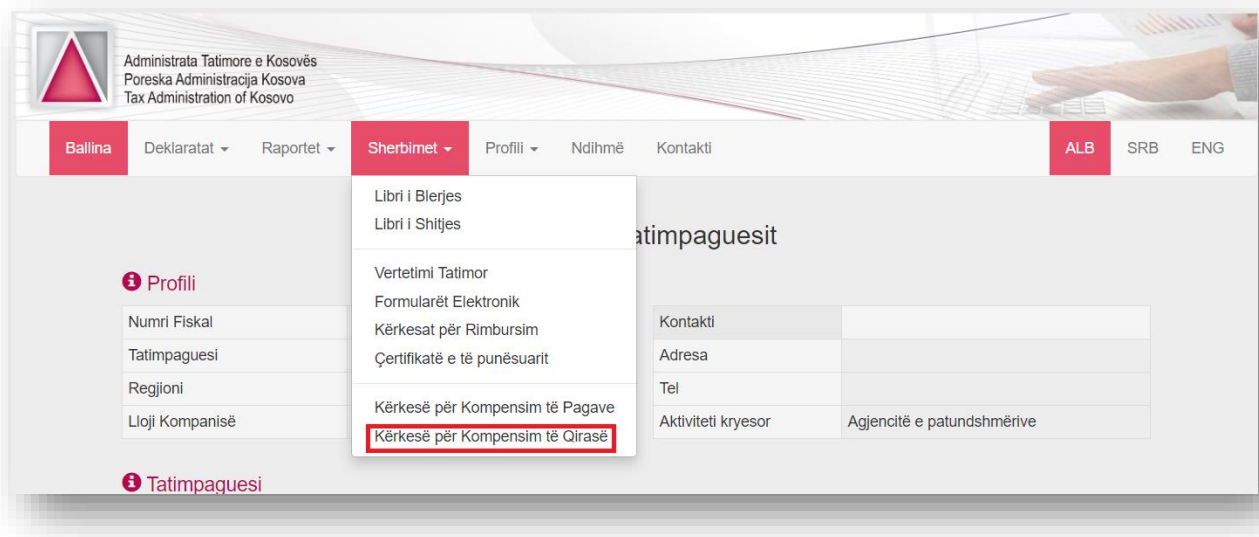 Administrata Tatimore e Kosovës
Poreska Administracija Kosova
Tax Administration of Kosovo
Ballina Deklaratat Raportet Sherbimet Profili Ndihmë Kontakti ALB SRB ENG
Libri i Blerjes
Libri i Shitjes
atimpaguesit
Vertetimi Tatimor
Formularët Elektronik
Kërkesat për Rimbursim
Çertifikatë e të punësuarit
Kërkesë për Kompensim të Pagave
Kërkesë për Kompensim të Qirasë
Profili
Numri Fiskal Kontakti
Tatimpaguesi Adresa
Regjioni Tel
Lloji Kompanisë Aktiviteti kryesor Agjencitë e patundshmërive
Tatimpaguesi